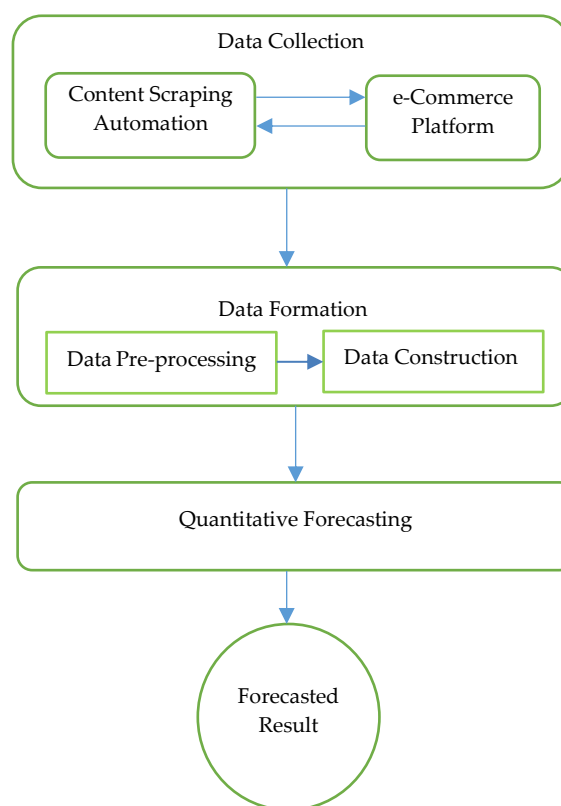 Data Collection
Content Scraping
Automation
e-Commerce
Platform
Data Formation
Data Pre-processing
Data Construction
Quantitative Forecasting
Forecasted
Result